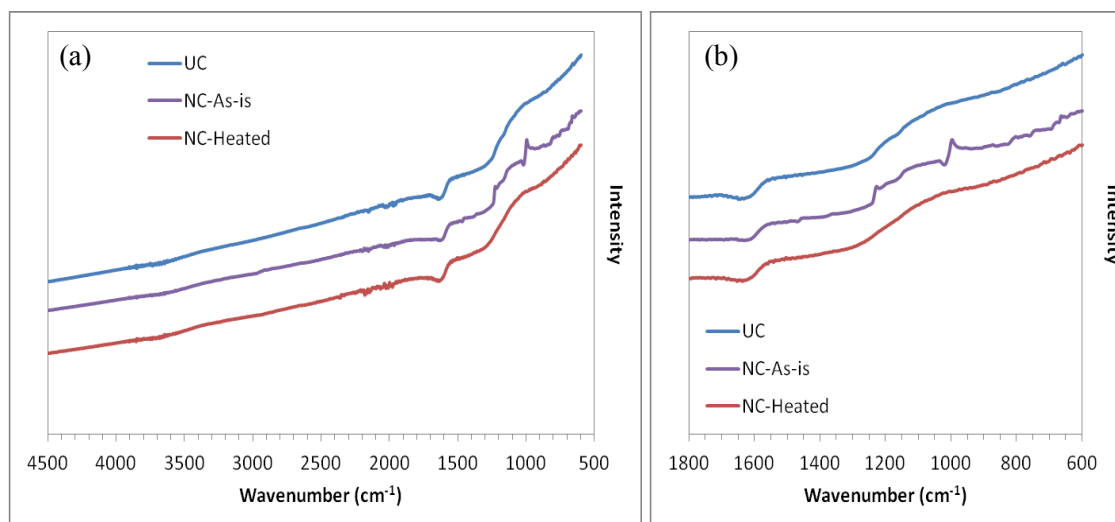 (a)
UC
NC-As-is
NC-Heated
Intensity
4500 4000 3500 3000 2500 2000 1500 1000 500
Wavenumber (cm⁻¹)
(b)
Intensity
UC
NC-As-is
NC-Heated
1800 1600 1400 1200 1000 800 600
Wavenumber (cm⁻¹)